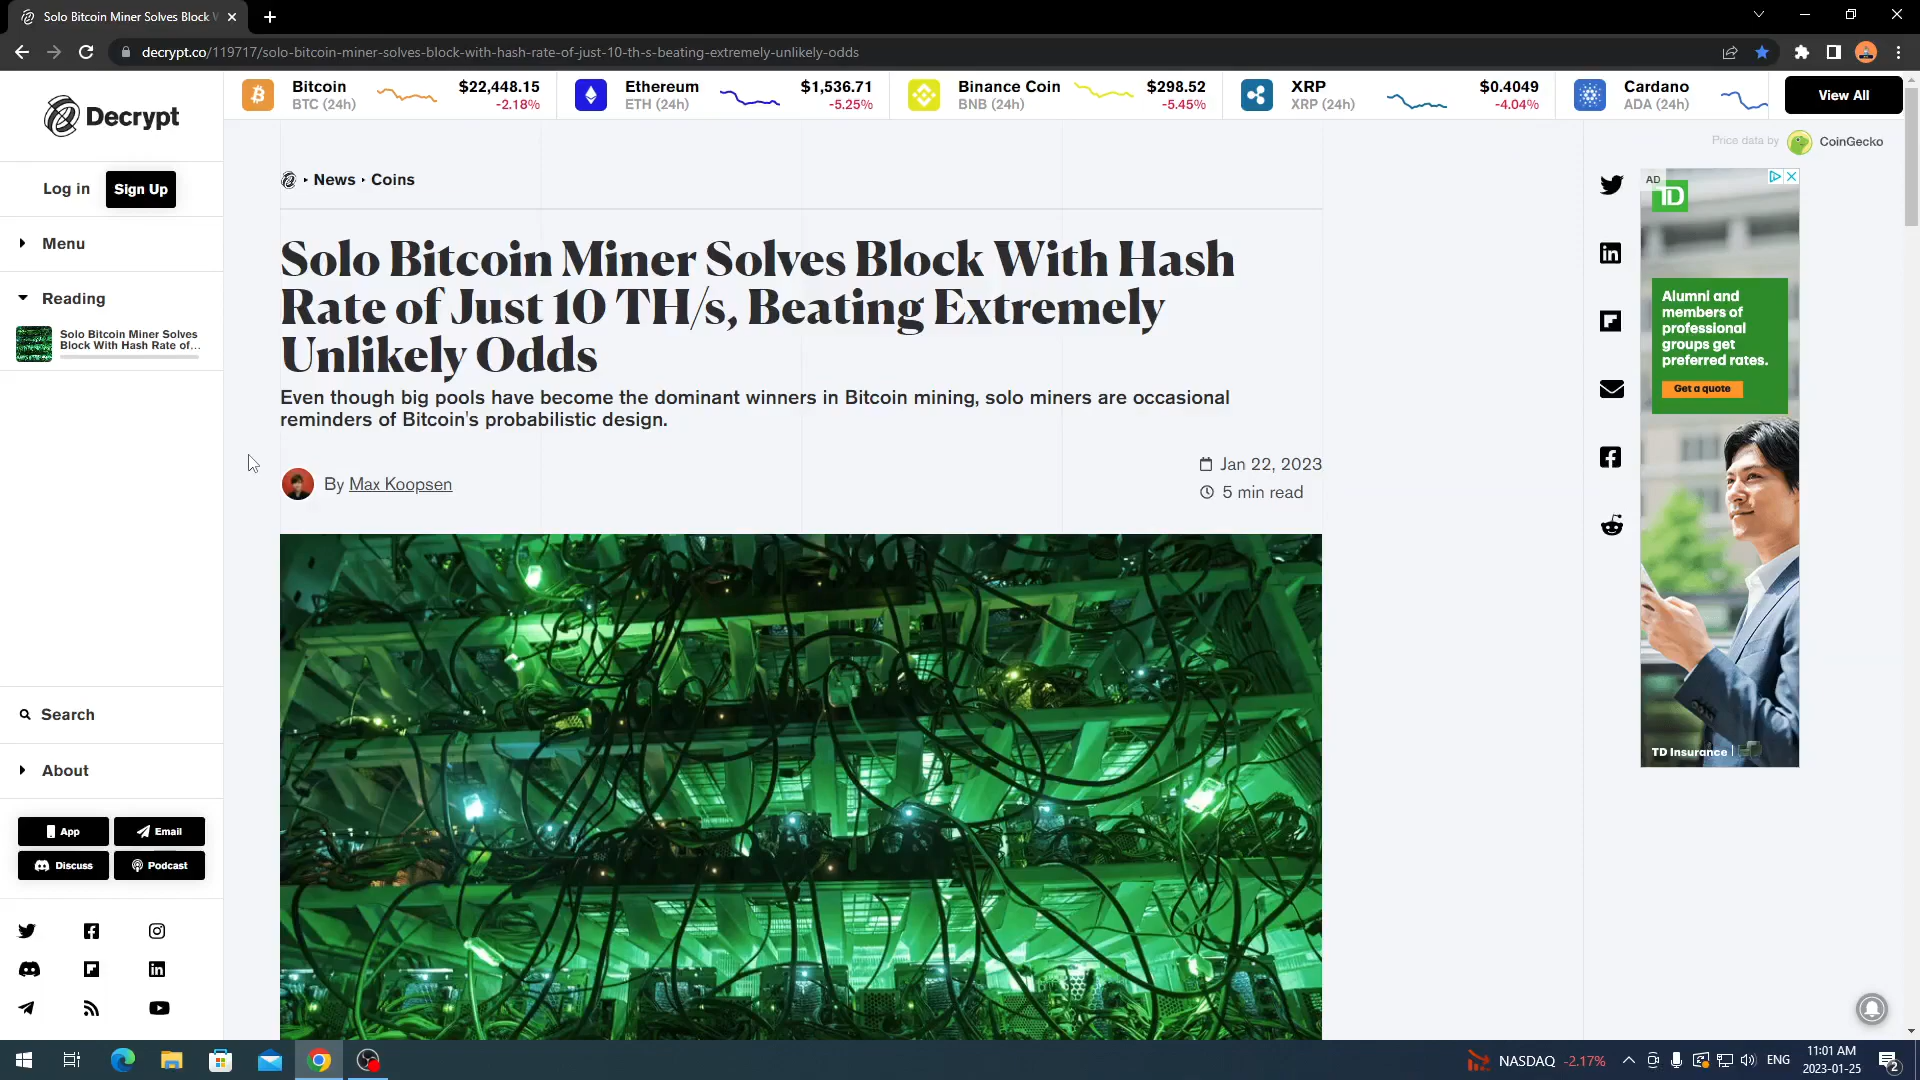 Solo Bitcoin Miner Solves Block W
decrypt.co/119717/solo-bitcoin-miner-solves-block-with-hash-rate-of-just-10-th-s-beating-extremely-unlikely-odds
Decrypt
Log in
Sign Up
Menu
Reading
Solo Bitcoin Miner Solves
Block With Hash Rate of...
Search
About
App
Email
Discuss
Podcast
Bitcoin
BTC (24h)
$22,448.15
-2.18%
Ethereum
ETH (24h)
$1,536.71
-5.25%
Binance Coin
BNB (24h)
$298.52
-5.45%
XRP
XRP (24h)
$0.4049
-4.04%
Cardano
ADA (24h)
View All
Price data by
CoinGecko
News
Coins
Solo Bitcoin Miner Solves Block With Hash
Rate of Just 10 TH/s, Beating Extremely
Unlikely Odds
Even though big pools have become the dominant winners in Bitcoin mining, solo miners are occasional
reminders of Bitcoin's probabilistic design.
By Max Koopsen
Jan 22, 2023
5 min read
AD
TD
Alumni and
members of
professional
groups get
preferred rates.
Get a quote
TD Insurance
NASDAQ -2.17%
ENG
11:01 AM
2023-01-25
2